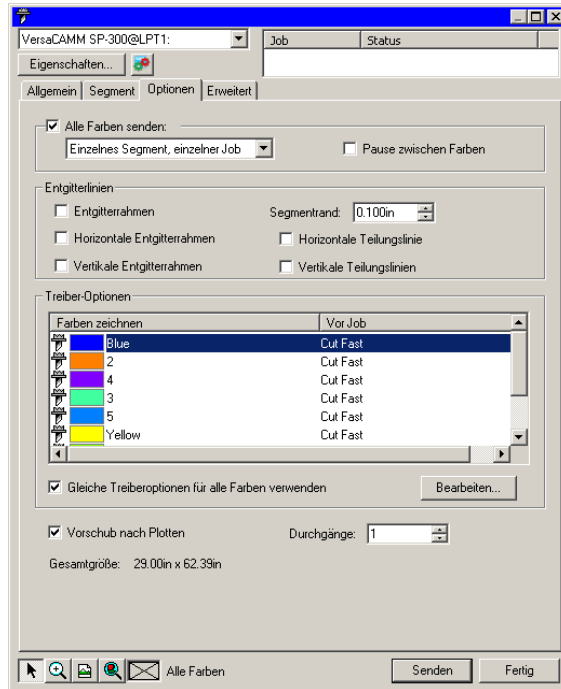 VersaCAMM SP-300@LPT1:
Job Status
Eigenschaften...
Allgemein Segment Optionen Erweitert
Alle Farben senden:
Einzelnes Segment, einzelner Job Pause zwischen Farben
Entgitterlinien
Entgitterrahmen Segmentrand: 0.100in
Horizontale Entgitterrahmen Horizontale Teilungslinie
Vertikale Entgitterrahmen Vertikale Teilungslinien
Treiber-Optionen
Farben zeichnen Vor Job
Blue Cut Fast
2 Cut Fast
4 Cut Fast
3 Cut Fast
5 Cut Fast
Yellow Cut Fast
Gleiche Treiberoptionen für alle Farben verwenden Bearbeiten...
Vorschub nach Plotten Durchgänge: 1
Gesamtgröße: 29.00in x 62.39in
Alle Farben Senden Fertig